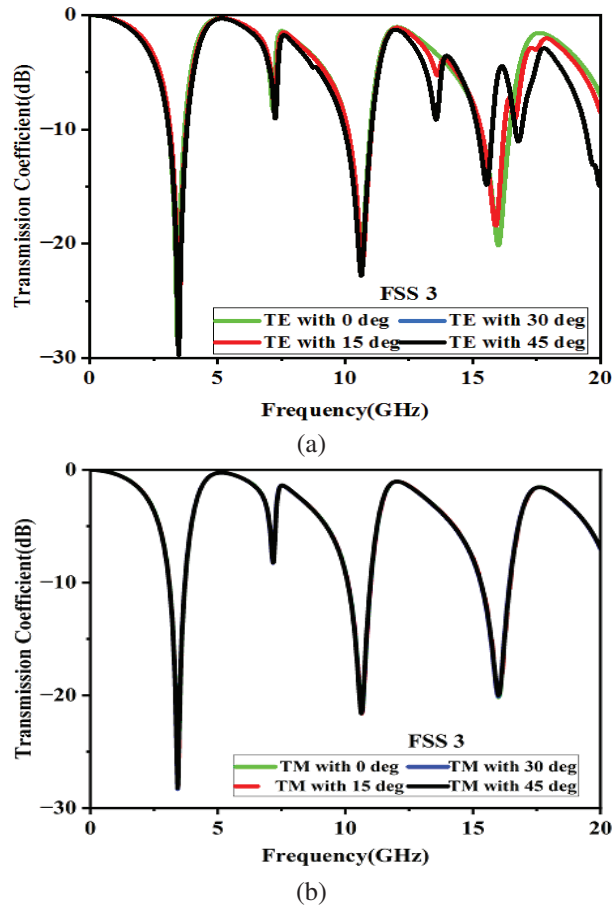 0
−10
−20
−30
Transmission Coefficient(dB)
FSS 3
TE with 0 deg TE with 30 deg
TE with 15 deg TE with 45 deg
0 5 10 15 20
Frequency(GHz)
(a)
0
−10
−20
−30
Transmission Coefficient(dB)
FSS 3
TM with 0 deg TM with 30 deg
TM with 15 deg TM with 45 deg
0 5 10 15 20
Frequency(GHz)
(b)